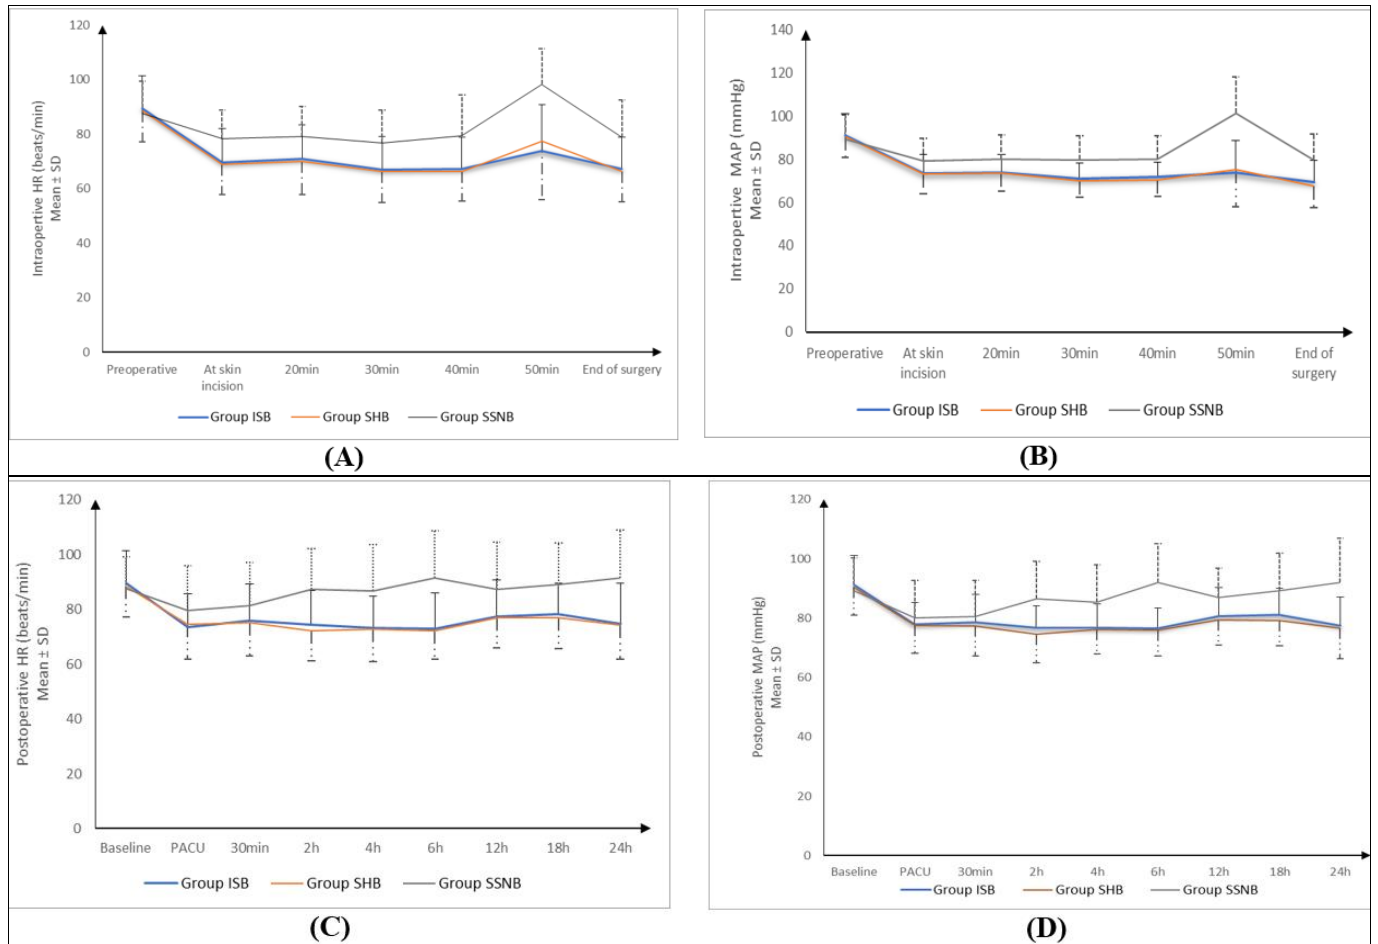 120
100
80
60
40
20
0
Intraopertive HR (beats/min)
Mean ± SD
Preoperative At skin incision 20min 30min 40min 50min End of surgery
Group ISB Group SHB Group SSNB
(A)
140
120
100
80
60
40
20
0
Intraopertive MAP (mmHg)
Mean ± SD
Preoperative At skin incision 20min 30min 40min 50min End of surgery
Group ISB Group SHB Group SSNB
(B)
120
100
80
60
40
20
0
Postoperative HR (beats/min)
Mean ± SD
Baseline PACU 30min 2h 4h 6h 12h 18h 24h
Group ISB Group SHB Group SSNB
(C)
120
100
80
60
40
20
0
Postoperative MAP (mmHg)
Mean ± SD
Baseline PACU 30min 2h 4h 6h 12h 18h 24h
Group ISB Group SHB Group SSNB
(D)